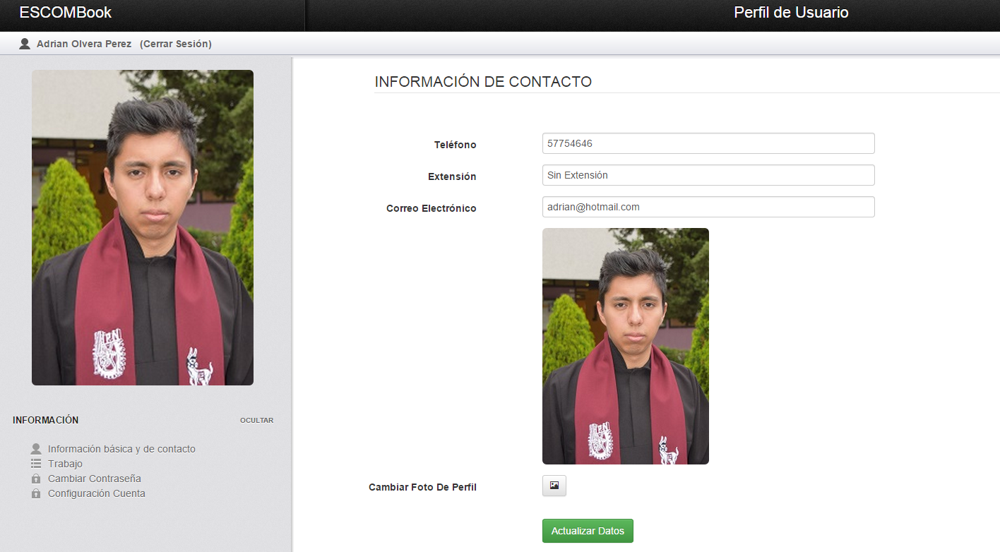 ESCOMBook
Perfil de Usuario
Adrian Olvera Perez (Cerrar Sesión)
INFORMACIÓN DE CONTACTO
Teléfono
57754646
Extensión
Sin Extensión
Correo Electrónico
adrian@hotmail.com
Cambiar Foto De Perfil
Actualizar Datos
INFORMACIÓN
OCULTAR
Información básica y de contacto
Trabajo
Cambiar Contraseña
Configuración Cuenta